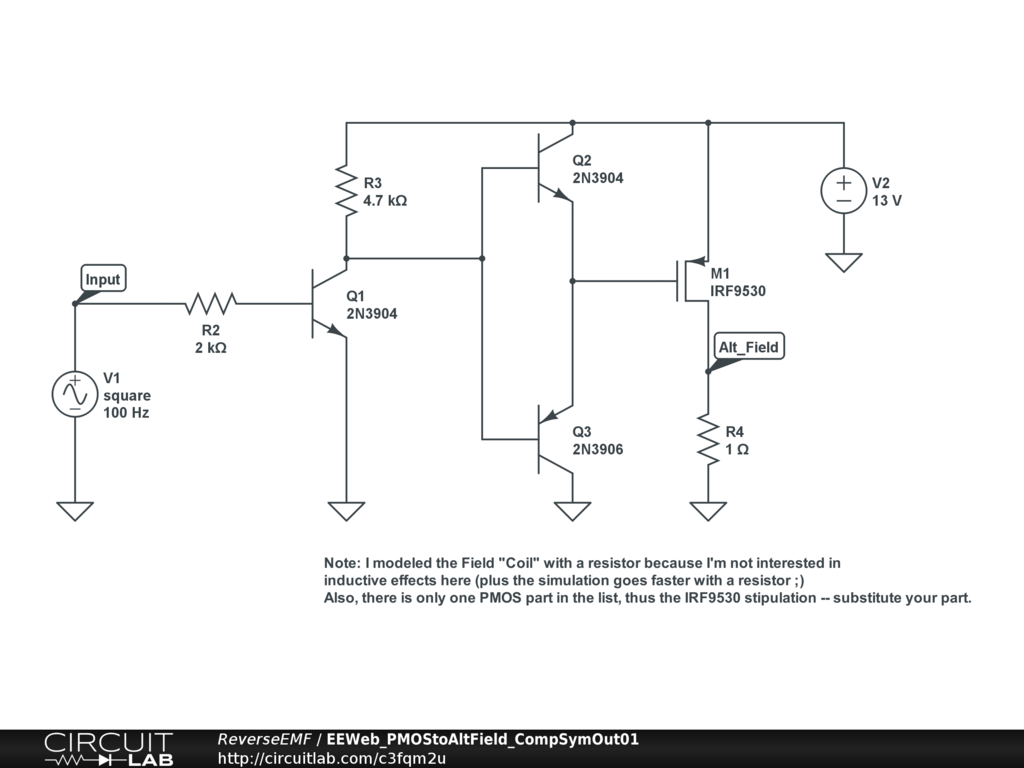 Q2
2N3904
R3
4.7 kΩ
V2
13 V
Input
M1
IRF9530
Q1
2N3904
R2
2 kΩ
Alt_Field
V1
square
100 Hz
Q3
2N3906
R4
1 Ω
Note: I modeled the Field "Coil" with a resistor because I'm not interested in
inductive effects here (plus the simulation goes faster with a resistor ;)
Also, there is only one PMOS part in the list, thus the IRF9530 stipulation -- substitute your part.
CIRCUIT
LAB
ReverseEMF / EEWeb_PMOStoAltField_CompSymOut01
http://circuitlab.com/c3fqm2u